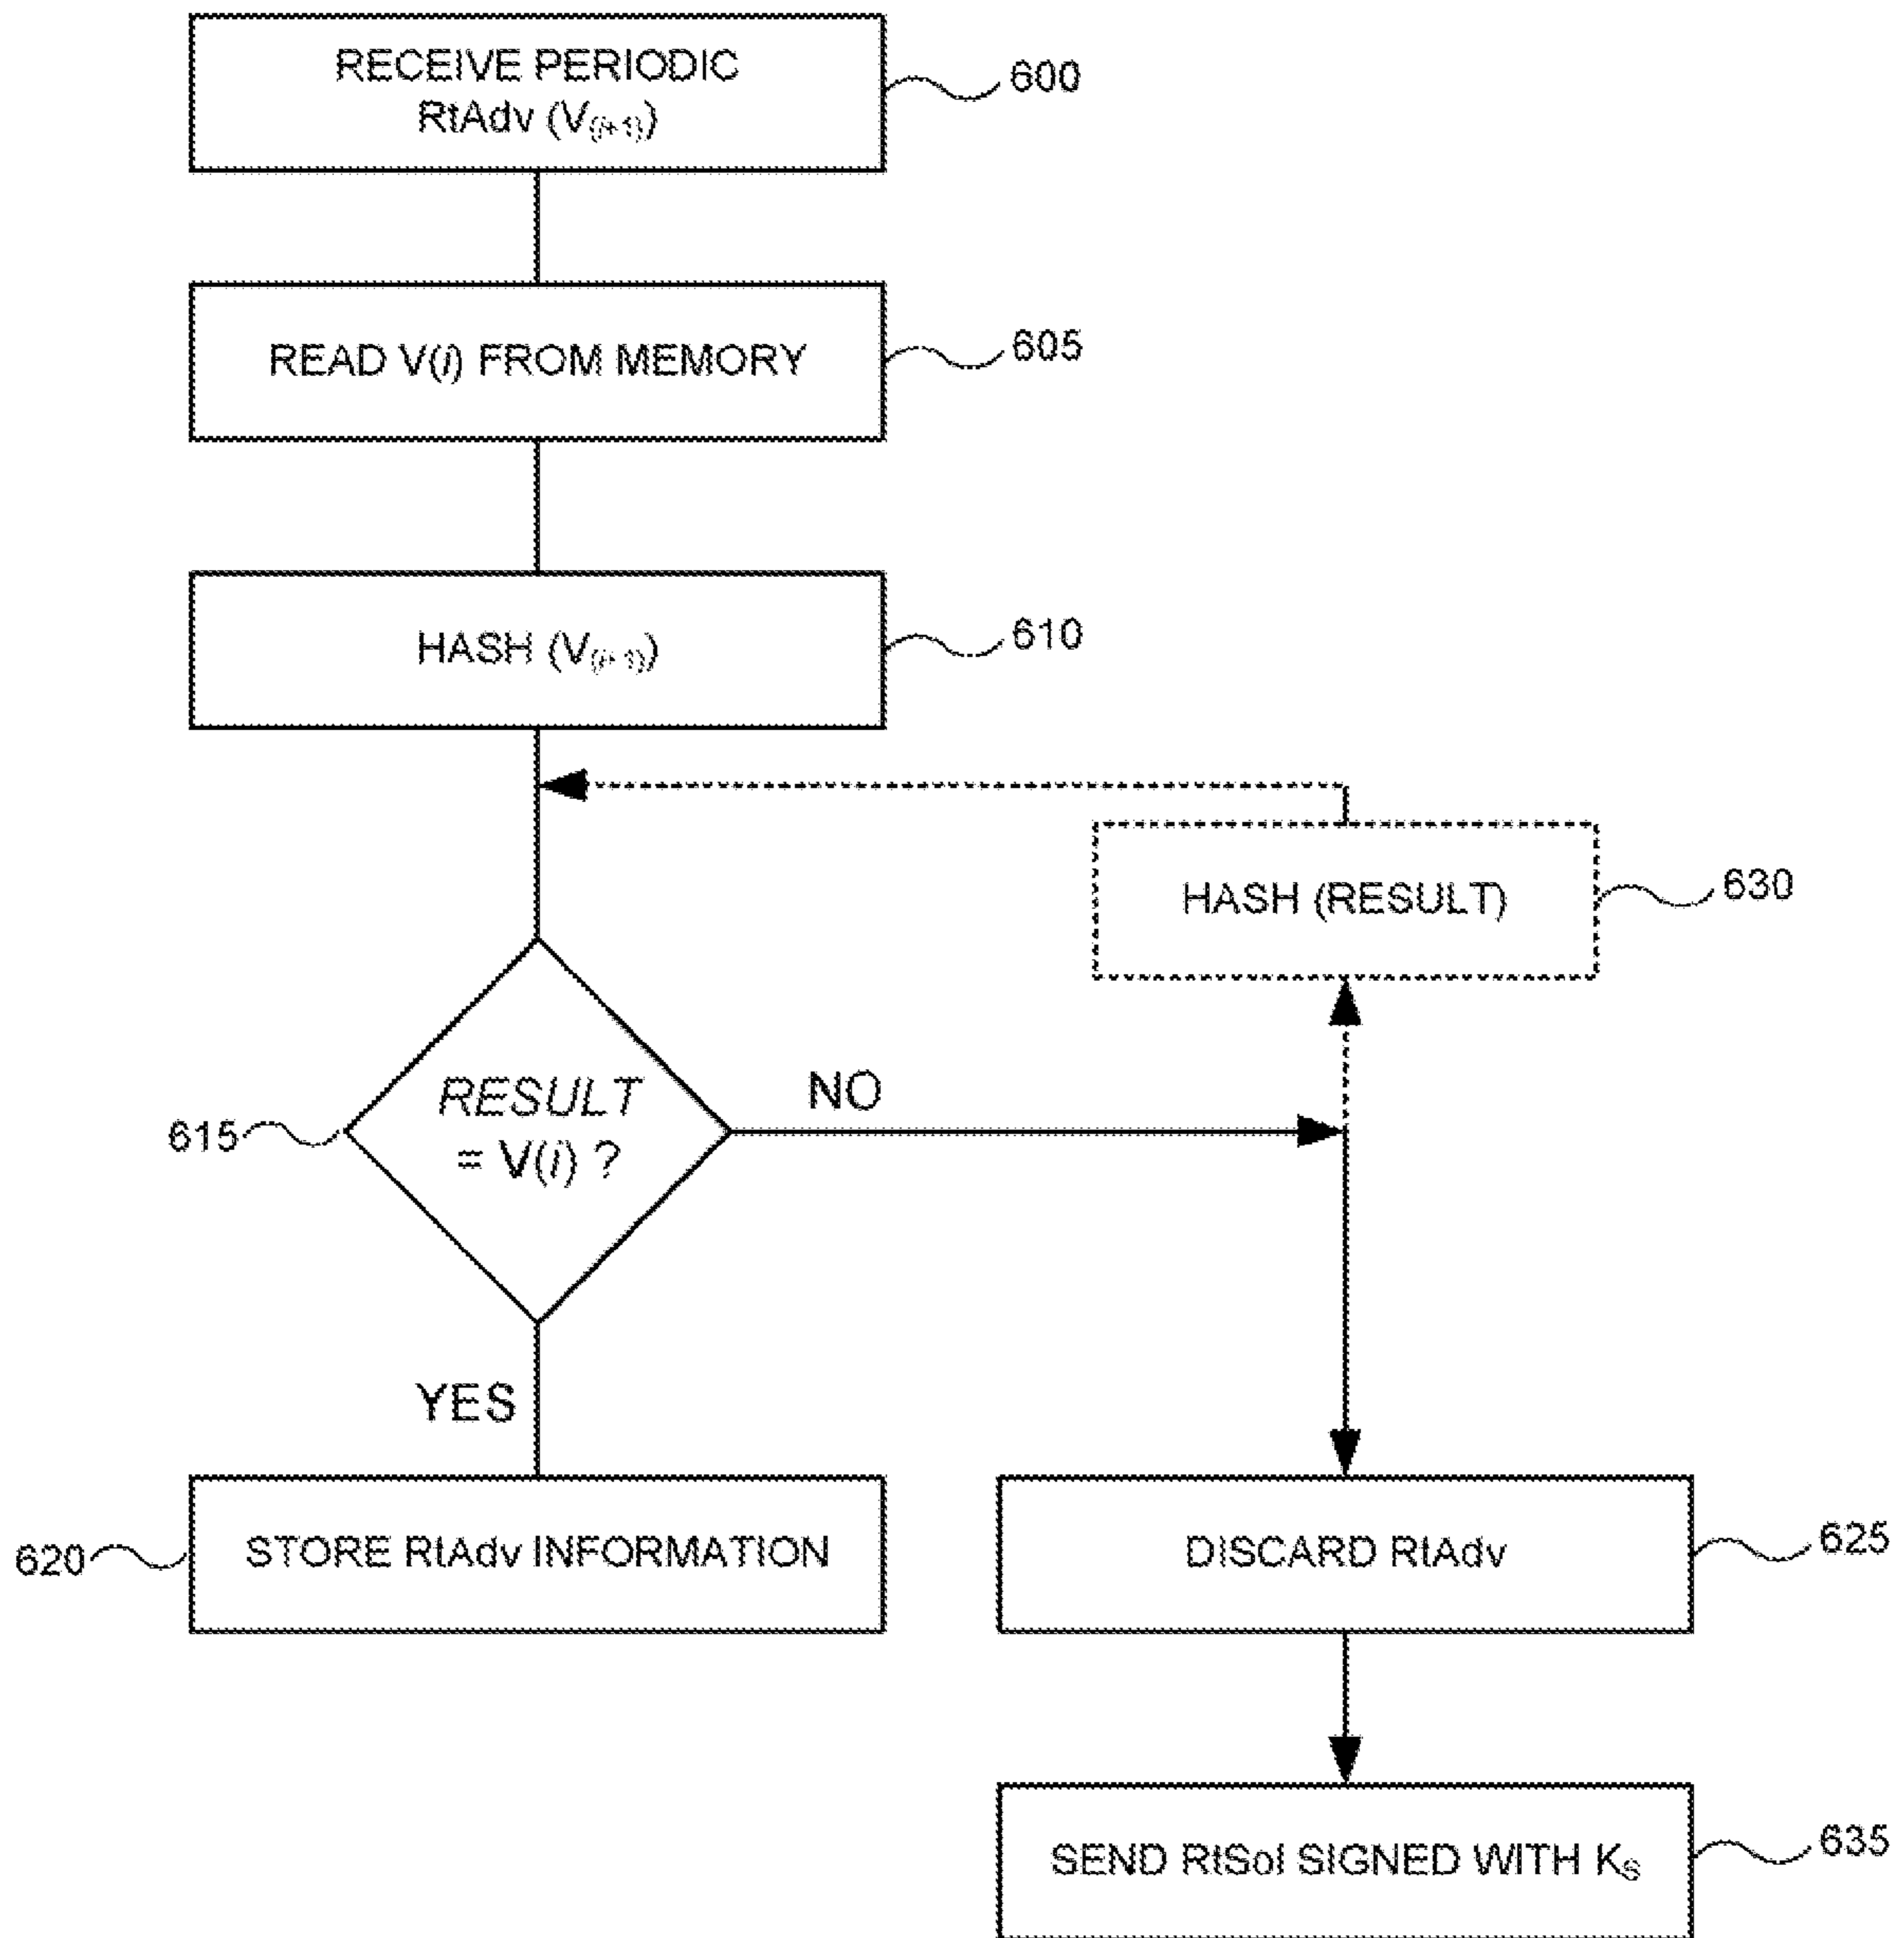 RECEIVE PERIODIC
RtAdv (V(i+1))
600
READ V(i) FROM MEMORY
605
HASH (V(i+1))
610
HASH (RESULT)
630
RESULT
= V(i) ?
615
NO
YES
STORE RtAdv INFORMATION
620
DISCARD RtAdv
625
SEND RtSol SIGNED WITH KS
635